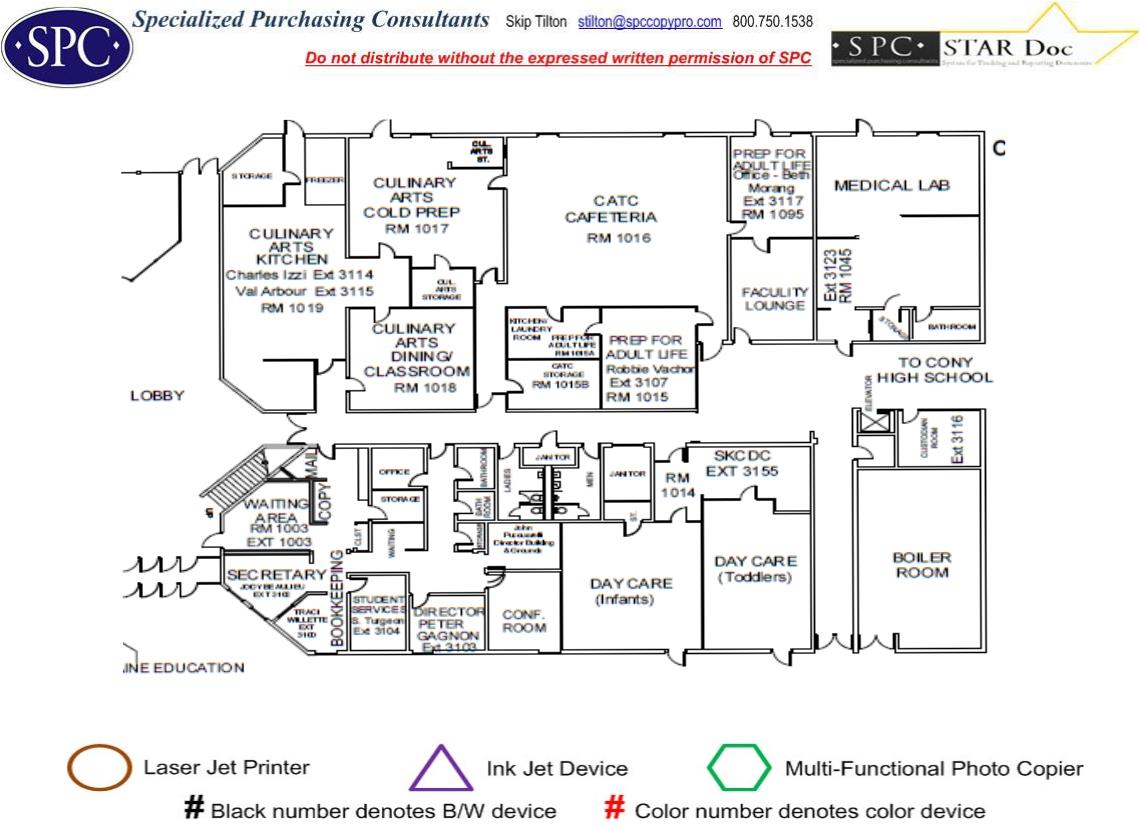 Specialized Purchasing Consultants Skip Tilton stilton@spccopypro.com 800.750.1538
·SPC·
Do not distribute without the expressed written permission of SPC
·SPC· STAR Doc
specialized purchasing consultants System for Tracking and Reporting Documents
C
STORAGE
FREEZER
CUL.
ARTS
ST.
CULINARY
ARTS
COLD PREP
RM 1017
CATC
CAFETERIA
RM 1016
PREP FOR
ADULT LIFE
Office - Beth
Morang
Ext 3117
RM 1095
MEDICAL LAB
CULINARY
ARTS
KITCHEN
Charles Izzi Ext 3114
Val Arbour Ext 3115
RM 1019
CUL.
ARTS
STORAGE
FACULITY
LOUNGE
Ext 3123
RM 1045
STORAGE
BATHROOM
CULINARY
ARTS
DINING/
CLASSROOM
RM 1018
KITCHEN/
LAUNDRY
ROOM
PREP FOR
ADULT LIFE
RM 1015A
CATC
STORAGE
RM 1015B
PREP FOR
ADULT LIFE
Robbie Vachon
Ext 3107
RM 1015
TO CONY
HIGH SCHOOL
LOBBY
ELEVATOR
CUSTODIAN
ROOM
Ext 3116
UP
MAIL
COPY
OFFICE
STORAGE
BATHROOM
BATH
ROOM
LADIES
JANITOR
MEN
JANITOR
ST.
RM
1014
SKCDC
EXT 3155
WAITING
AREA
RM 1003
EXT 1003
CLST
WAITING
STORAGE
John
Director Building
& Grounds
SECRETARY
JODY BEAULIEU
EXT 3102
TRACI
WILLETTE
EXT
3100
BOOKKEEPING
STUDENT
SERVICES
S. Turgeon
Ext 3104
DIRECTOR
PETER
GAGNON
Ext 3103
CONF.
ROOM
DAY CARE
(Infants)
DAY CARE
(Toddlers)
BOILER
ROOM
INE EDUCATION
Laser Jet Printer
Ink Jet Device
Multi-Functional Photo Copier
# Black number denotes B/W device
# Color number denotes color device